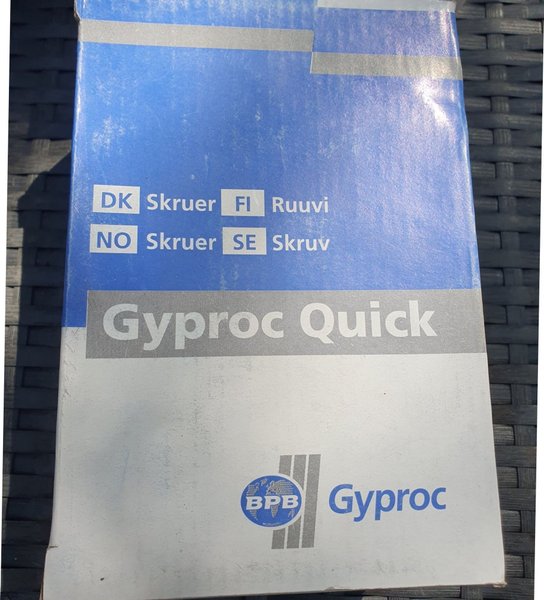 DK Skruer FI Ruuvi
NO Skruer SE Skruv
Gyproc Quick
BPB Gyproc